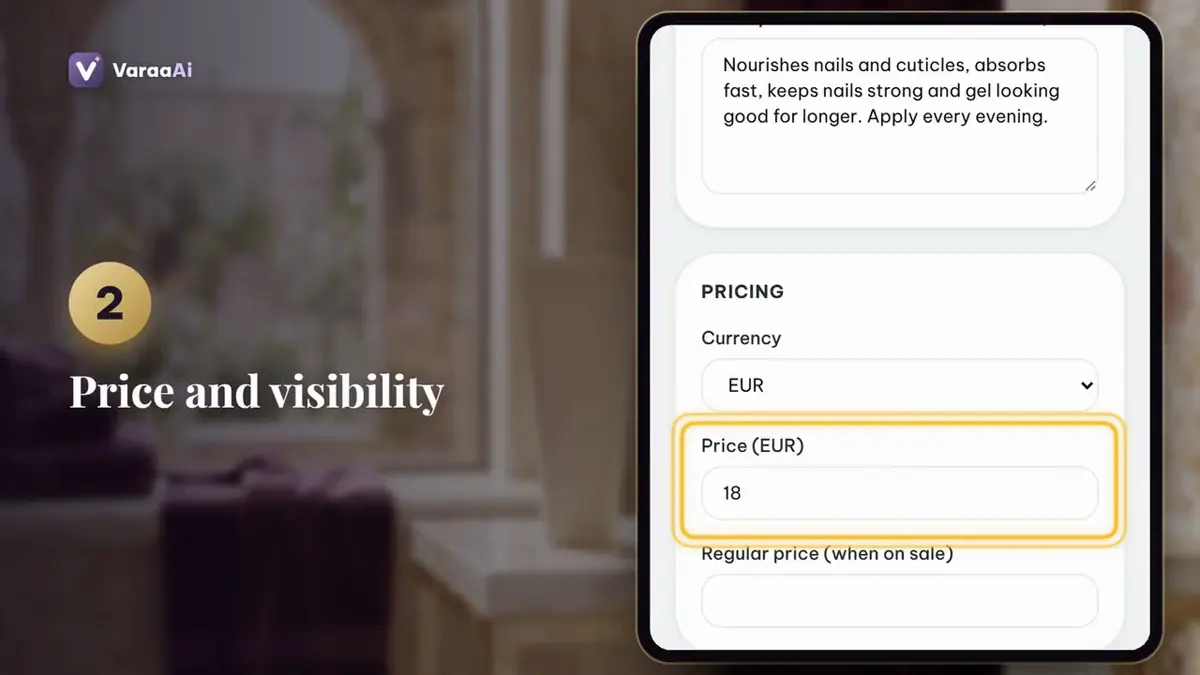 VaraaAi
2
Price and visibility
Nourishes nails and cuticles, absorbs
fast, keeps nails strong and gel looking
good for longer. Apply every evening.
PRICING
Currency
EUR
Price (EUR)
18
Regular price (when on sale)